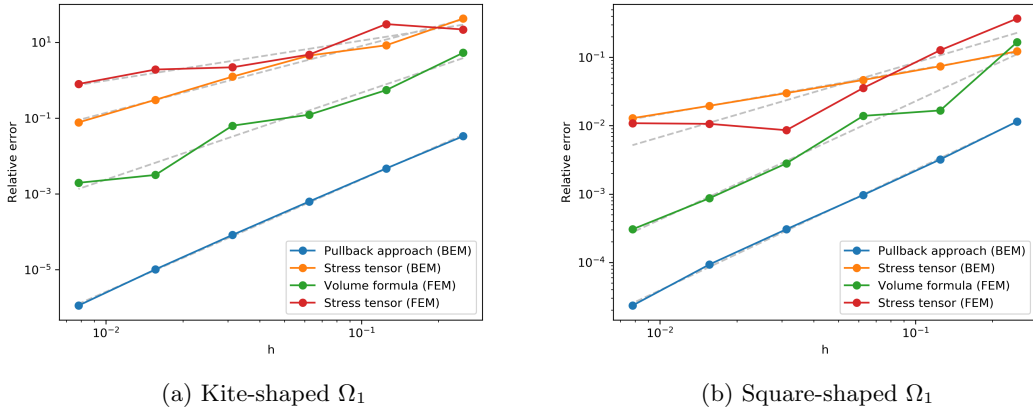 Relative error
10¹
10⁻¹
10⁻³
10⁻⁵
10⁻²
10⁻¹
h
Pullback approach (BEM)
Stress tensor (BEM)
Volume formula (FEM)
Stress tensor (FEM)
(a) Kite-shaped Ω₁
Relative error
10⁻¹
10⁻²
10⁻³
10⁻⁴
10⁻²
10⁻¹
h
Pullback approach (BEM)
Stress tensor (BEM)
Volume formula (FEM)
Stress tensor (FEM)
(b) Square-shaped Ω₁